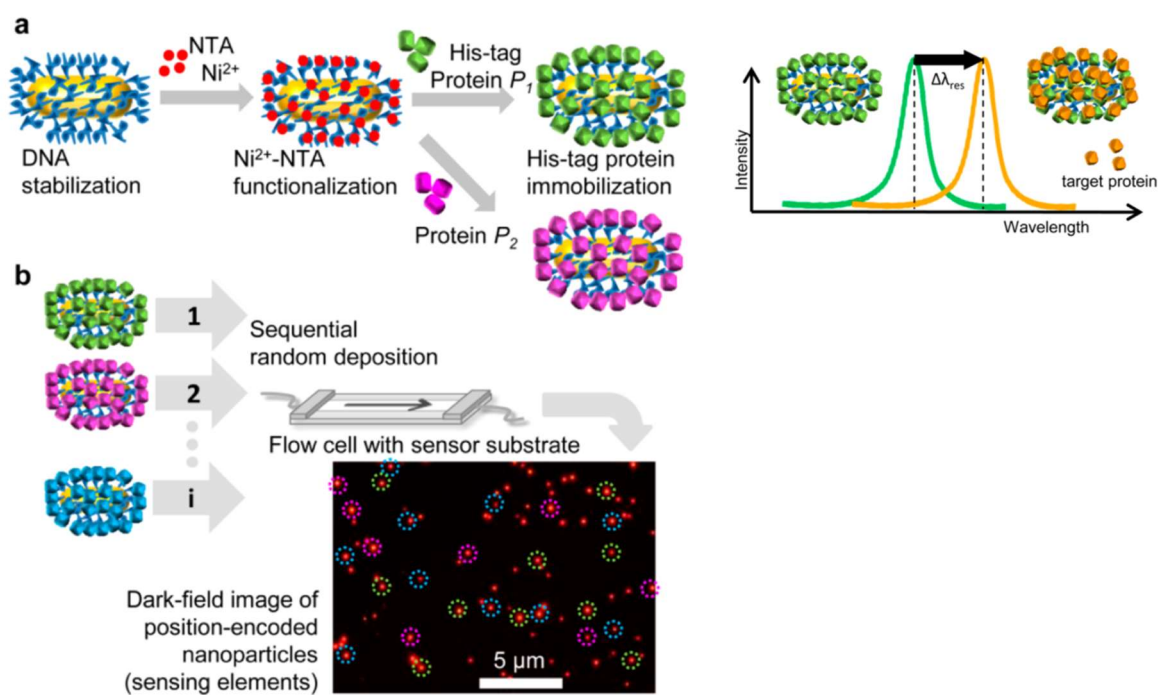 a
NTA
Ni²⁺
His-tag
Protein P₁
DNA
stabilization
Ni²⁺-NTA
functionalization
His-tag protein
immobilization
Protein P₂
Intensity
Δλres
target protein
Wavelength
b
1
2
i
Sequential
random deposition
Flow cell with sensor substrate
Dark-field image of
position-encoded
nanoparticles
(sensing elements)
5 µm